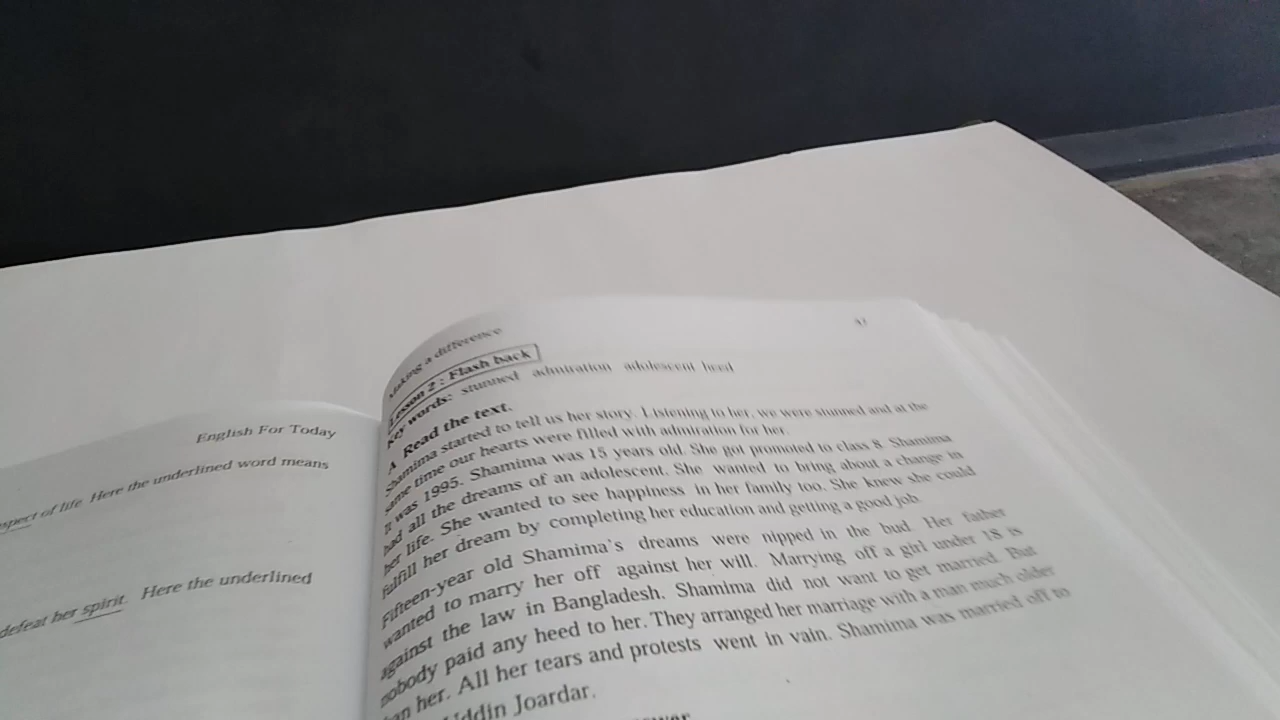 English For Today
spect of life. Here the underlined word means
defeat her spirit. Here the underlined
Making a difference
Lesson 2 : Flash back
Key words: stunned admiration adolescent heed
A Read the text.
Shamima started to tell us her story. Listening to her, we were stunned and at the
same time our hearts were filled with admiration for her.
It was 1995. Shamima was 15 years old. She got promoted to class 8. Shamima
had all the dreams of an adolescent. She wanted to bring about a change in
her life. She wanted to see happiness in her family too. She knew she could
fulfill her dream by completing her education and getting a good job.
Fifteen-year old Shamima's dreams were nipped in the bud. Her father
wanted to marry her off against her will. Marrying off a girl under 18 is
against the law in Bangladesh. Shamima did not want to get married. But
nobody paid any heed to her. They arranged her marriage with a man much older
an her. All her tears and protests went in vain. Shamima was married off to
Uddin Joardar.